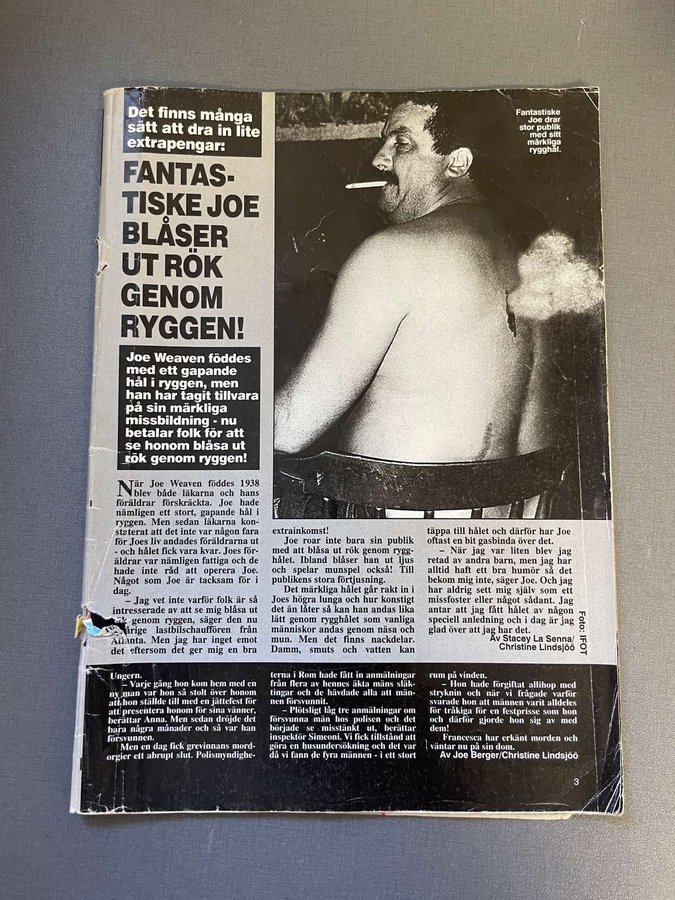 Det finns många
sätt att dra in lite
extrapengar:
FANTAS-
TISKE JOE
BLÅSER
UT RÖK
GENOM
RYGGEN!
Joe Weaven föddes
med ett gapande
hål i ryggen, men
han har tagit tillvara
på sin märkliga
missbildning - nu
betalar folk för att
se honom blåsa ut
rök genom ryggen!
Fantastiske
Joe drar
stor publik
med sitt
märkliga
rygghål.
När Joe Weaven föddes 1938
blev både läkarna och hans
föräldrar förskräckta. Joe hade
nämligen ett stort, gapande hål i
ryggen. Men sedan läkarna kon-
staterat att det inte var någon fara
för Joes liv andades föräldrarna ut
- och hålet fick vara kvar. Joes för-
äldrar var nämligen fattiga och de
hade inte råd att operera Joe.
Något som Joe är tacksam för i
dag.
– Jag vet inte varför folk är så
intresserade av att se mig blåsa ut
genom ryggen, säger den nu
lastbilschauffören från
Atlanta. Men jag har inget emot
det eftersom det ger mig en bra
extrainkomst!
Joe roar inte bara sin publik
med att blåsa ut rök genom rygg-
hålet. Ibland blåser han ut ljus
och spelar munspel också! Till
publikens stora förtjusning.
Det märkliga hålet går rakt in i
Joes högra lunga och hur konstigt
det än låter så kan han andas lika
lätt genom rygghålet som vanliga
människor andas genom näsa och
mun. Men det finns nackdelar.
Damm, smuts och vatten kan
täppa till hålet och därför har Joe
oftast en bit gasbinda över det.
– När jag var liten blev jag
retad av andra barn, men jag har
alltid haft ett bra humör så det
bekom mig inte, säger Joe. Och jag
har aldrig sett mig själv som ett
missfoster eller något sådant. Jag
antar att jag fått hålet av någon
speciell anledning och i dag är jag
glad över att jag har det.
Av Stacey La Senna/
Christine Lindsjöö
Foto: IFOT
Ungern.
– Varje gång hon kom hem med en
ny man var hon så stolt över honom
att hon ställde till med en jättefest för
att presentera honom för sina vänner,
berättar Anna. Men sedan dröjde det
bara några månader och så var han
försvunnen.
Men en dag fick grevinnans mord-
orgier ett abrupt slut. Polismyndighe-
terna i Rom hade fått in anmälningar
från flera av hennes äkta mäns släk-
tingar och de hävdade alla att män-
nen försvunnit.
– Plötsligt låg tre anmälningar om
försvunna män hos polisen och det
började se misstänkt ut, berättar
inspektör Simeoni. Vi fick tillstånd att
göra en husundersökning och det var
då vi fann de fyra männen - i ett stort
rum på vinden.
– Hon hade förgiftat allihop med
stryknin och när vi frågade varför
svarade hon att männen varit alldeles
för tråkiga för en festprisse som hon
och därför gjorde hon sig av med
dem!
Francesca har erkänt morden och
väntar nu på sin dom.
Av Joe Berger/Christine Lindsjöö
3